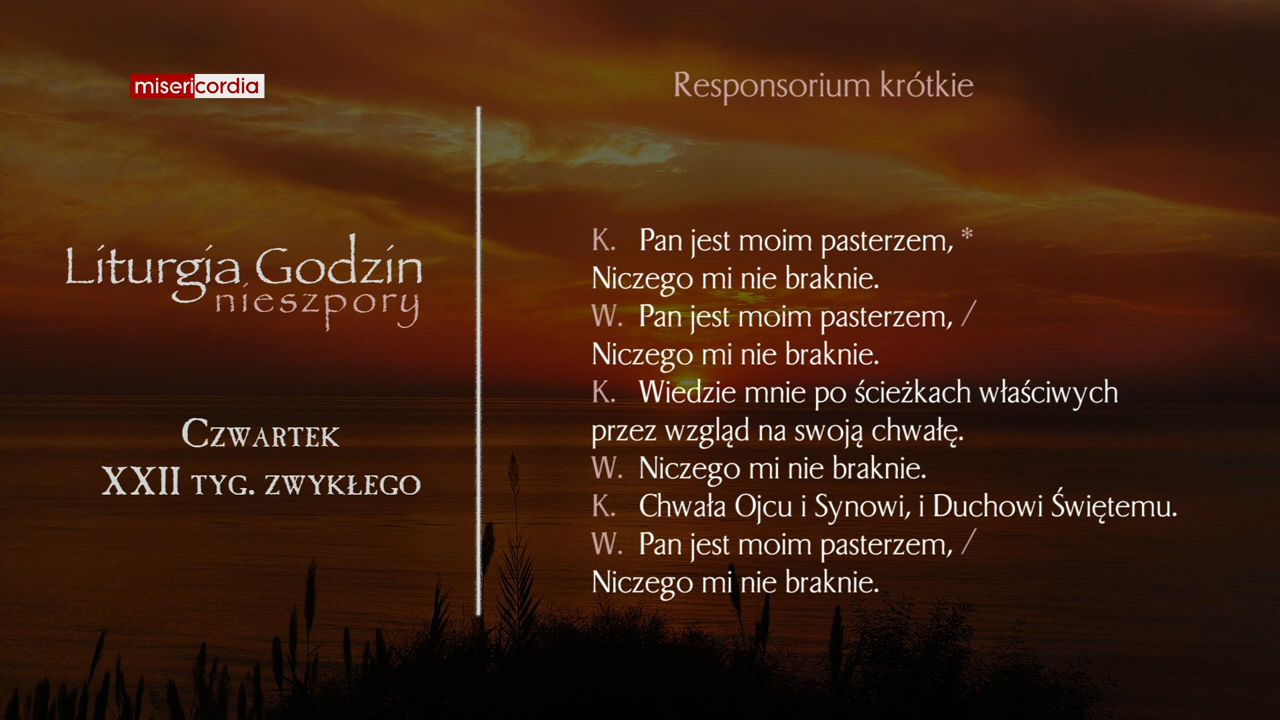 misericordia
Liturgia Godzin
nieszpory
Czwartek
XXII tyg. zwykłego
Responsorium krótkie
K. Pan jest moim pasterzem, *
Niczego mi nie braknie.
W. Pan jest moim pasterzem, /
Niczego mi nie braknie.
K. Wiedzie mnie po ścieżkach właściwych
przez wzgląd na swoją chwałę.
W. Niczego mi nie braknie.
K. Chwała Ojcu i Synowi, i Duchowi Świętemu.
W. Pan jest moim pasterzem, /
Niczego mi nie braknie.